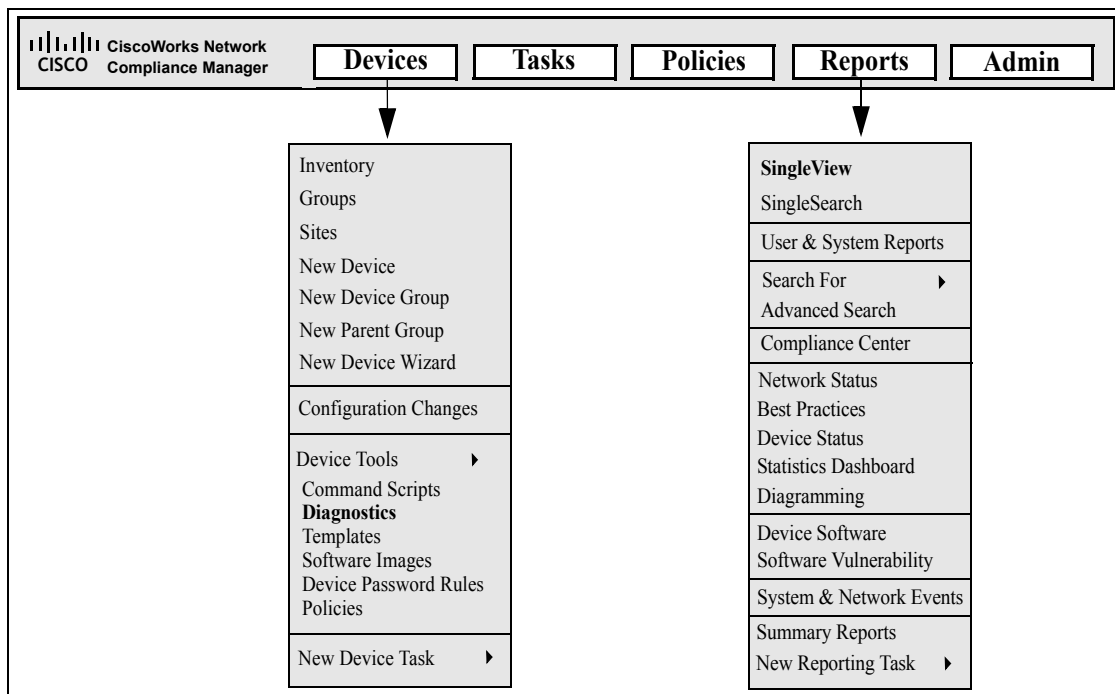 CiscoWorks Network
CISCO Compliance Manager
Devices
Tasks
Policies
Reports
Admin
Inventory
Groups
Sites
New Device
New Device Group
New Parent Group
New Device Wizard
Configuration Changes
Device Tools
Command Scripts
Diagnostics
Templates
Software Images
Device Password Rules
Policies
New Device Task
SingleView
SingleSearch
User & System Reports
Search For
Advanced Search
Compliance Center
Network Status
Best Practices
Device Status
Statistics Dashboard
Diagramming
Device Software
Software Vulnerability
System & Network Events
Summary Reports
New Reporting Task